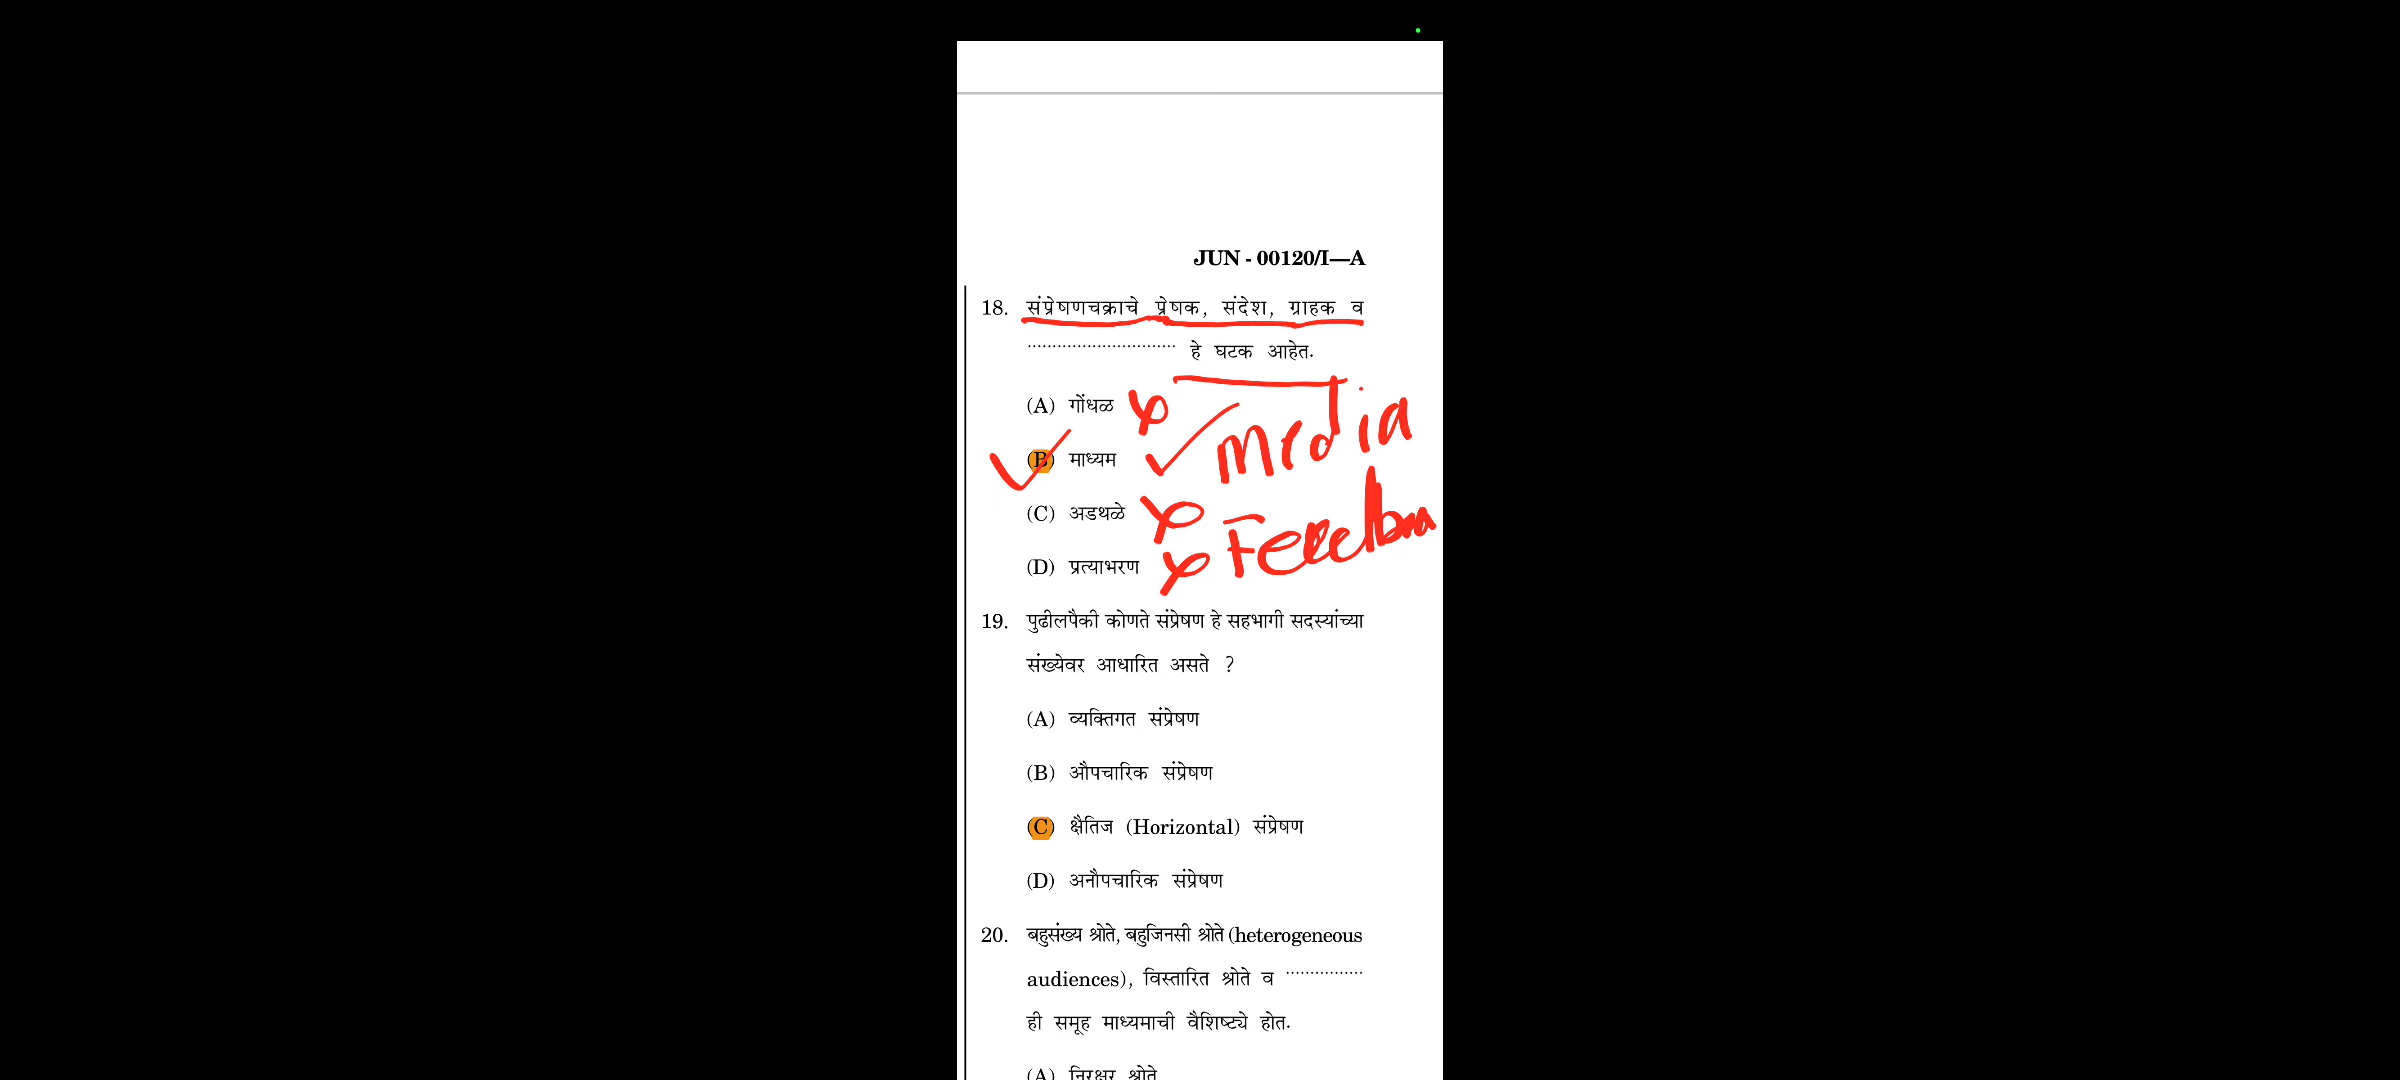 JUN - 00120/I—A
18. संप्रेषणचक्राचे प्रेषक, संदेश, ग्राहक व
.............................. हे घटक आहेत.
(A) गोंधळ
(B) माध्यम
media
(C) अडथळे
(D) प्रत्याभरण
19. पुढीलपैकी कोणते संप्रेषण हे सहभागी सदस्यांच्या
संख्येवर आधारित असते ?
(A) व्यक्तिगत संप्रेषण
(B) औपचारिक संप्रेषण
(C) क्षैतिज (Horizontal) संप्रेषण
(D) अनौपचारिक संप्रेषण
20. बहुसंख्य श्रोते, बहुजिनसी श्रोते (heterogeneous
audiences), विस्तारित श्रोते व ................
ही समूह माध्यमाची वैशिष्ट्ये होत.
(A) निरक्षर श्रोते